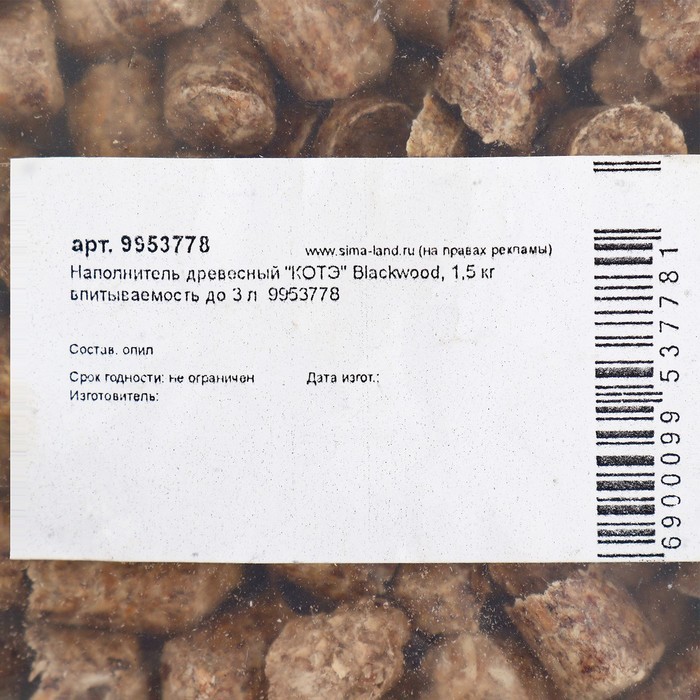 арт. 9953778
www.sima-land.ru (на правах рекламы)
Наполнитель древесный "КОТЭ" Blackwood, 1,5 кг
впитываемость до 3 л 9953778
Состав. опил
Срок годности: не ограничен
Дата изгот.:
Изготовитель:
6900099537781